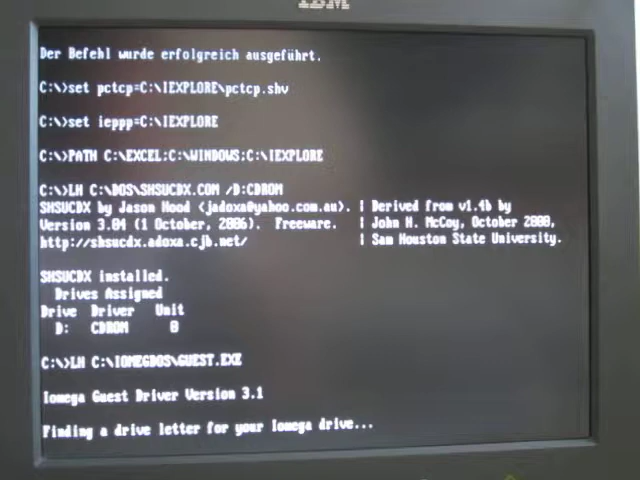 IBM
Der Befehl wurde erfolgreich ausgeführt.
C:\>set pctcp=C:\IEXPLORE\pctcp.shv
C:\>set ieppp=C:\IEXPLORE
C:\>PATH C:\EXCEL;C:\WINDOWS;C:\IEXPLORE
C:\>LH C:\DOS\SHSUCDX.COM /D:CDROM
SHSUCDX by Jason Hood <jadoxa@yahoo.com.au>. | Derived from v1.4b by
Version 3.04 (1 October, 2006). Freeware. | John H. McCoy, October 2000,
http://shsucdx.adoxa.cjb.net/ | Sam Houston State University.
SHSUCDX installed.
Drives Assigned
Drive Driver Unit
D: CDROM 0
C:\>LH C:\IOMEGDOS\GUEST.EXE
Iomega Guest Driver Version 3.1
Finding a drive letter for your Iomega drive...